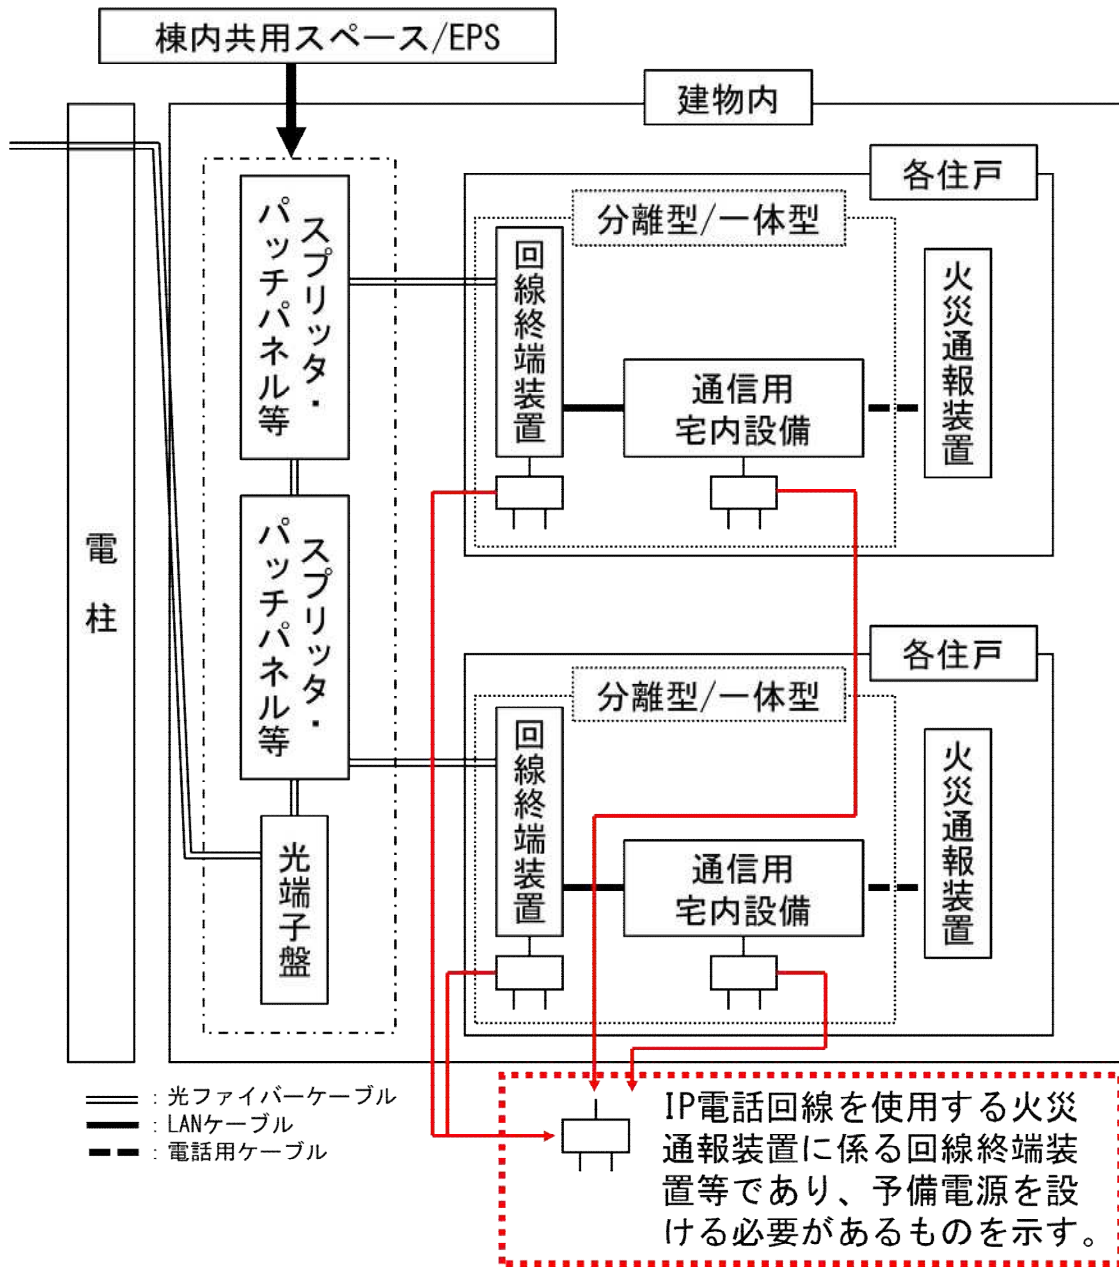 棟内共用スペース/EPS
建物内
電柱
スプリッタ・
パッチパネル等
スプリッタ・
パッチパネル等
光端子盤
各住戸
分離型/一体型
回線終端装置
通信用
宅内設備
火災通報装置
各住戸
分離型/一体型
回線終端装置
通信用
宅内設備
火災通報装置
：光ファイバーケーブル
：LANケーブル
：電話用ケーブル
IP電話回線を使用する火災
通報装置に係る回線終端装
置等であり、予備電源を設
ける必要があるものを示す。